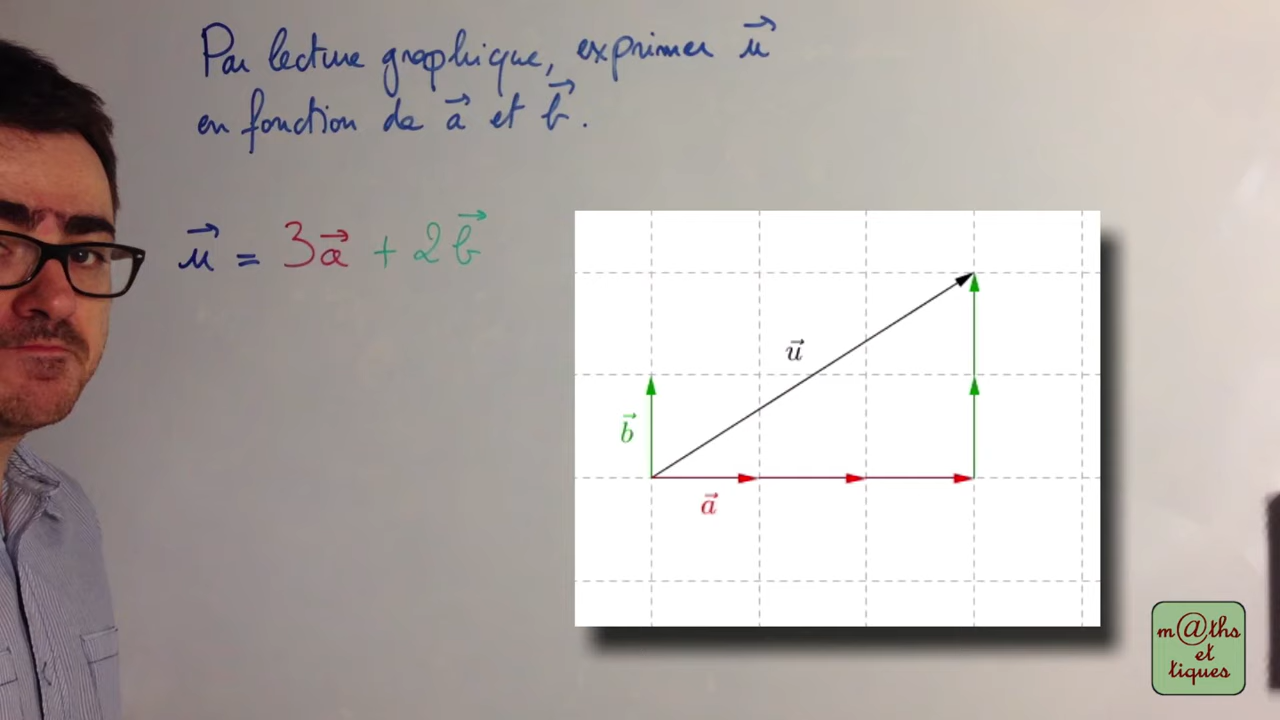 Par lecture graphique, exprimer u⃗
en fonction de a⃗ et b⃗.
u⃗ = 3a⃗ + 2b⃗
u⃗
b⃗
a⃗
m@ths
et
tiques